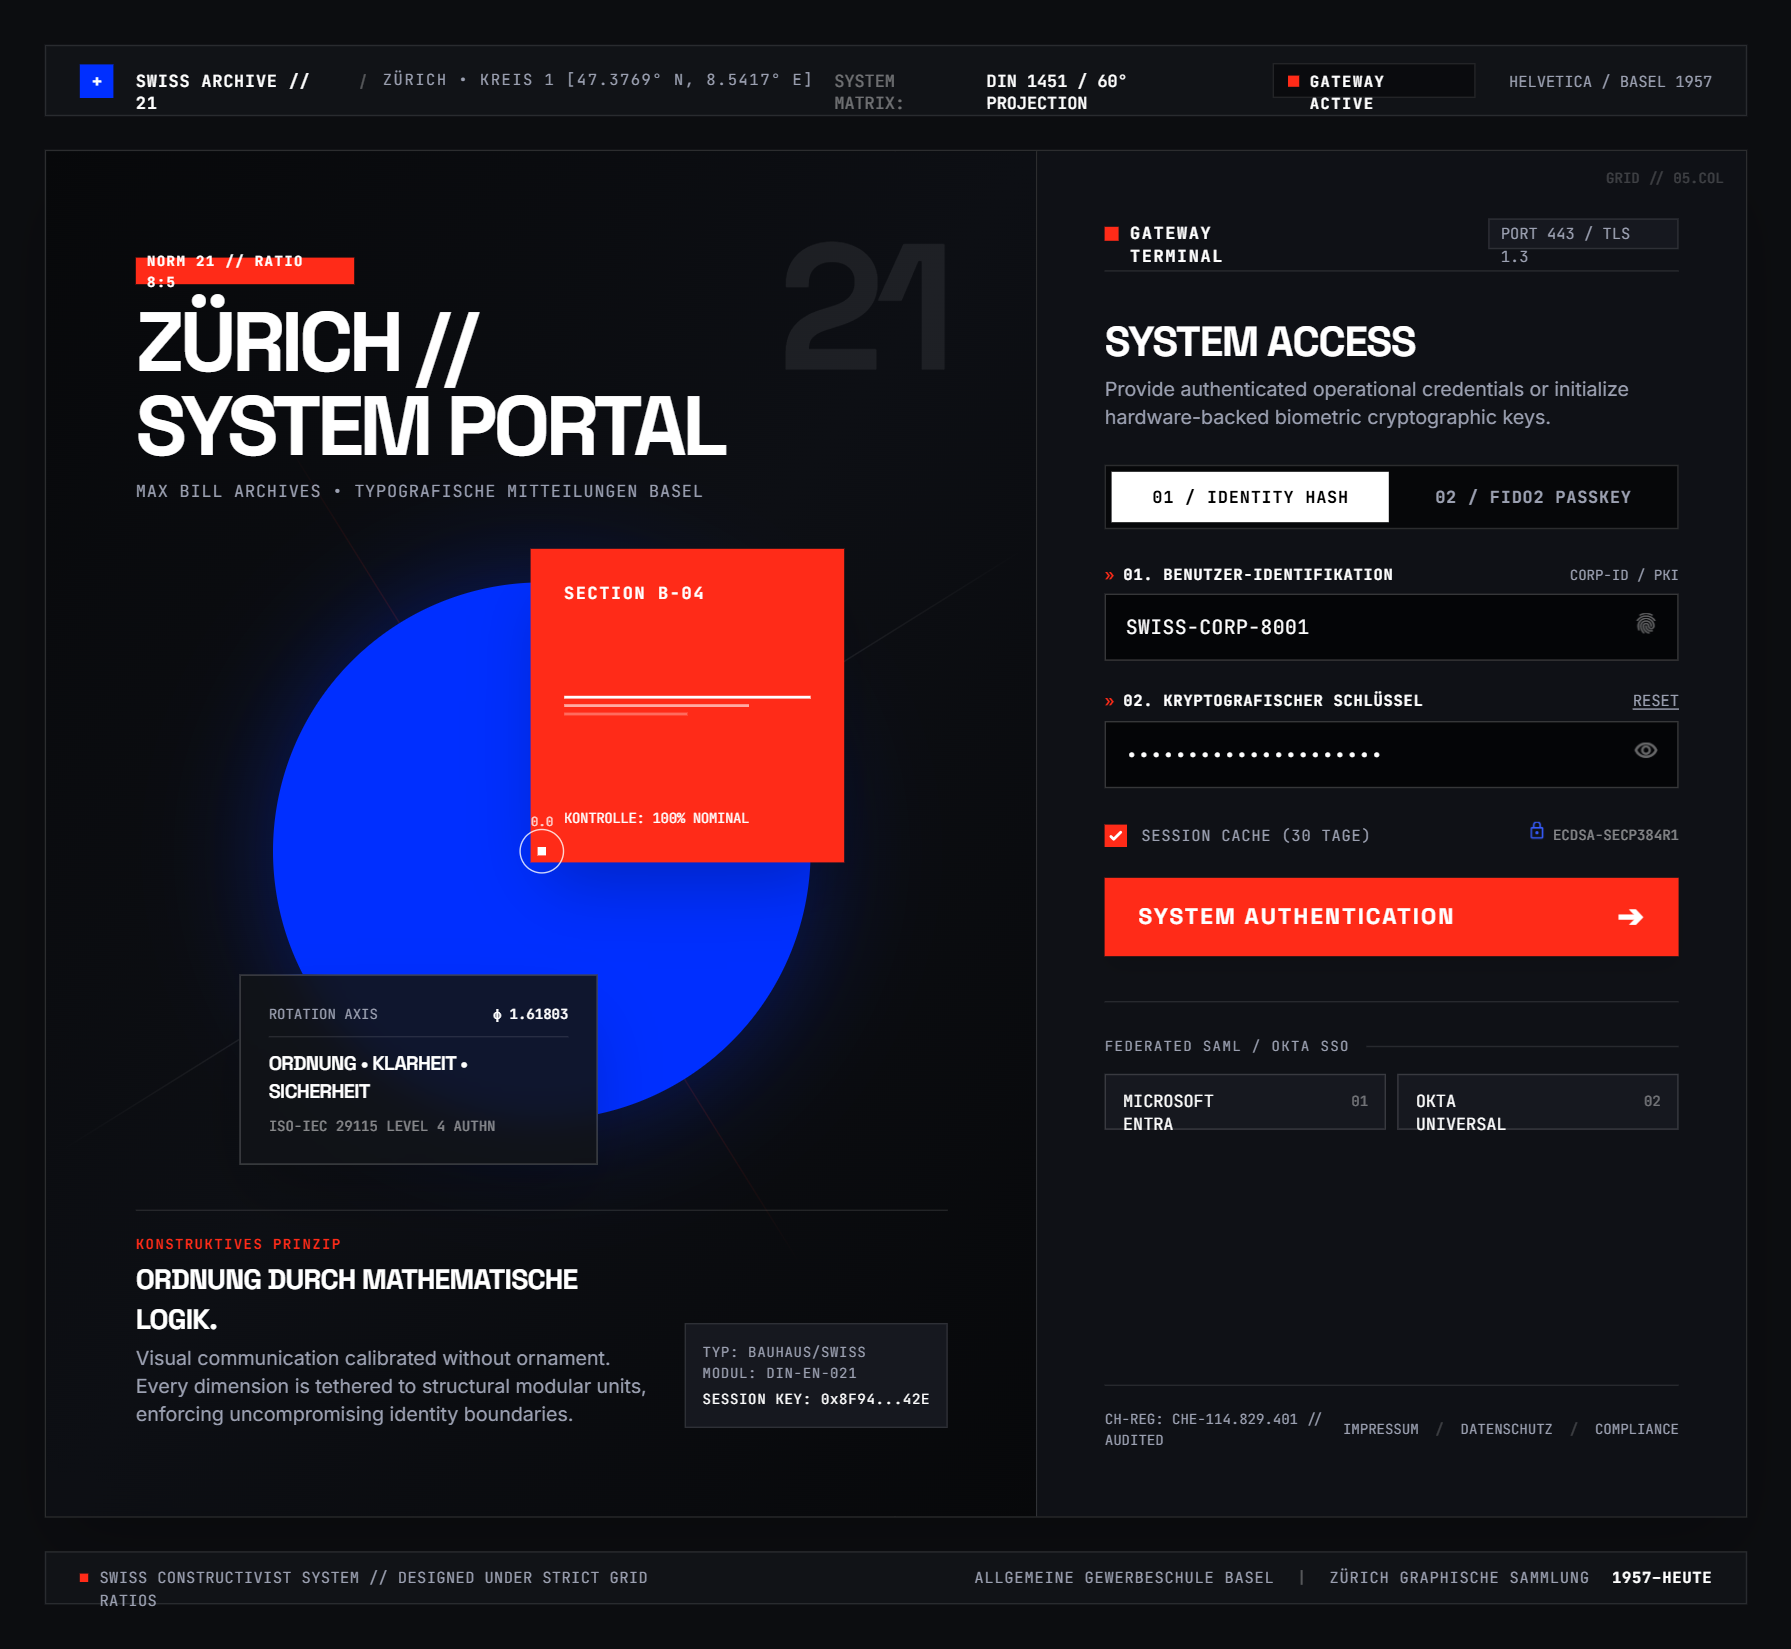 +
SWISS ARCHIVE //
21
/ ZÜRICH • KREIS 1 [47.3769° N, 8.5417° E]
SYSTEM
MATRIX:
DIN 1451 / 60°
PROJECTION
GATEWAY
ACTIVE
HELVETICA / BASEL 1957
NORM 21 // RATIO
8:5
21
ZÜRICH //
SYSTEM PORTAL
MAX BILL ARCHIVES • TYPOGRAFISCHE MITTEILUNGEN BASEL
SECTION B-04
KONTROLLE: 100% NOMINAL
0.0
ROTATION AXIS
ϕ 1.61803
ORDNUNG • KLARHEIT •
SICHERHEIT
ISO-IEC 29115 LEVEL 4 AUTHN
KONSTRUKTIVES PRINZIP
ORDNUNG DURCH MATHEMATISCHE
LOGIK.
Visual communication calibrated without ornament.
Every dimension is tethered to structural modular units,
enforcing uncompromising identity boundaries.
TYP: BAUHAUS/SWISS
MODUL: DIN-EN-021
SESSION KEY: 0x8F94...42E
GRID // 05.COL
GATEWAY
TERMINAL
PORT 443 / TLS
1.3
SYSTEM ACCESS
Provide authenticated operational credentials or initialize
hardware-backed biometric cryptographic keys.
01 / IDENTITY HASH
02 / FIDO2 PASSKEY
» 01. BENUTZER-IDENTIFIKATION
CORP-ID / PKI
SWISS-CORP-8001
» 02. KRYPTOGRAFISCHER SCHLÜSSEL
RESET
•••••••••••••••••••••
SESSION CACHE (30 TAGE)
ECDSA-SECP384R1
SYSTEM AUTHENTICATION ➔
FEDERATED SAML / OKTA SSO
MICROSOFT
ENTRA
01
OKTA
UNIVERSAL
02
CH-REG: CHE-114.829.401 //
AUDITED
IMPRESSUM / DATENSCHUTZ / COMPLIANCE
SWISS CONSTRUCTIVIST SYSTEM // DESIGNED UNDER STRICT GRID
RATIOS
ALLGEMEINE GEWERBESCHULE BASEL | ZÜRICH GRAPHISCHE SAMMLUNG 1957–HEUTE